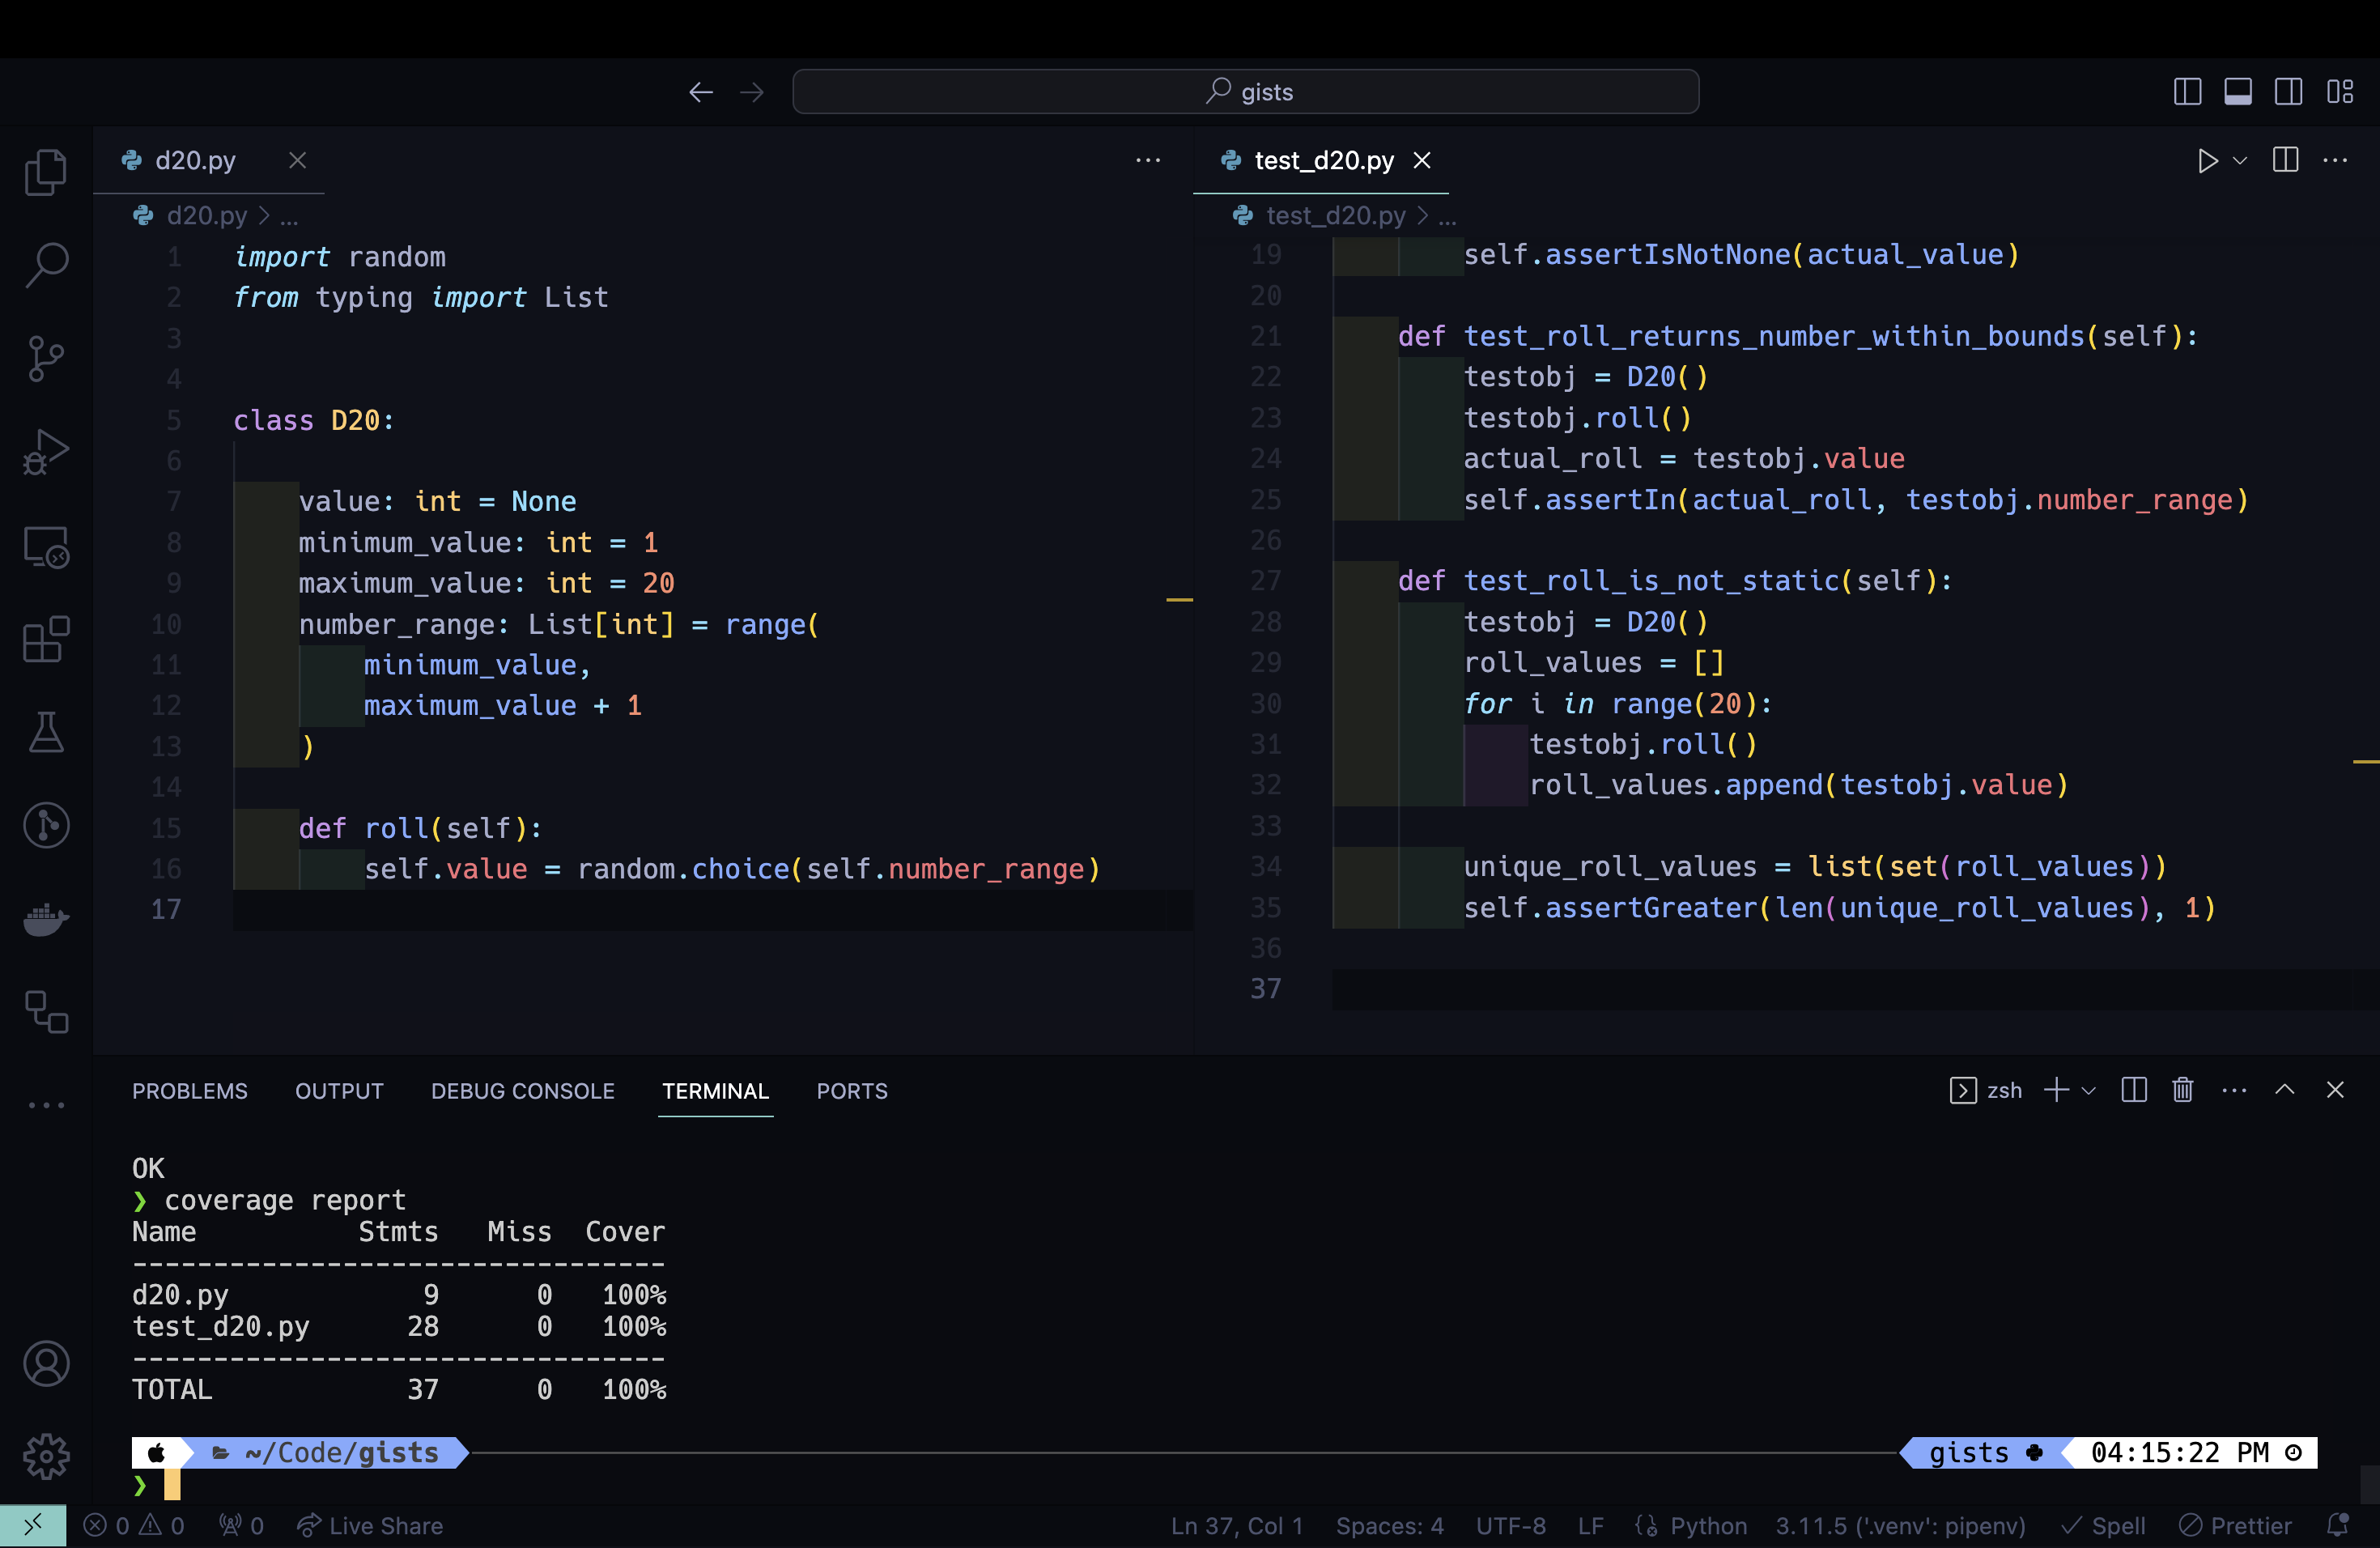 gists
d20.py
d20.py > ...
1 import random
2 from typing import List
3
4
5 class D20:
6
7 value: int = None
8 minimum_value: int = 1
9 maximum_value: int = 20
10 number_range: List[int] = range(
11 minimum_value,
12 maximum_value + 1
13 )
14
15 def roll(self):
16 self.value = random.choice(self.number_range)
17
test_d20.py
test_d20.py > ...
19 self.assertIsNotNone(actual_value)
20
21 def test_roll_returns_number_within_bounds(self):
22 testobj = D20()
23 testobj.roll()
24 actual_roll = testobj.value
25 self.assertIn(actual_roll, testobj.number_range)
26
27 def test_roll_is_not_static(self):
28 testobj = D20()
29 roll_values = []
30 for i in range(20):
31 testobj.roll()
32 roll_values.append(testobj.value)
33
34 unique_roll_values = list(set(roll_values))
35 self.assertGreater(len(unique_roll_values), 1)
36
37
PROBLEMS OUTPUT DEBUG CONSOLE TERMINAL PORTS zsh
OK
❯ coverage report
Name Stmts Miss Cover
---------------------------------
d20.py 9 0 100%
test_d20.py 28 0 100%
---------------------------------
TOTAL 37 0 100%
~/Code/gists gists 04:15:22 PM
❯
0 0 0 Live Share Ln 37, Col 1 Spaces: 4 UTF-8 LF Python 3.11.5 ('.venv': pipenv) Spell Prettier